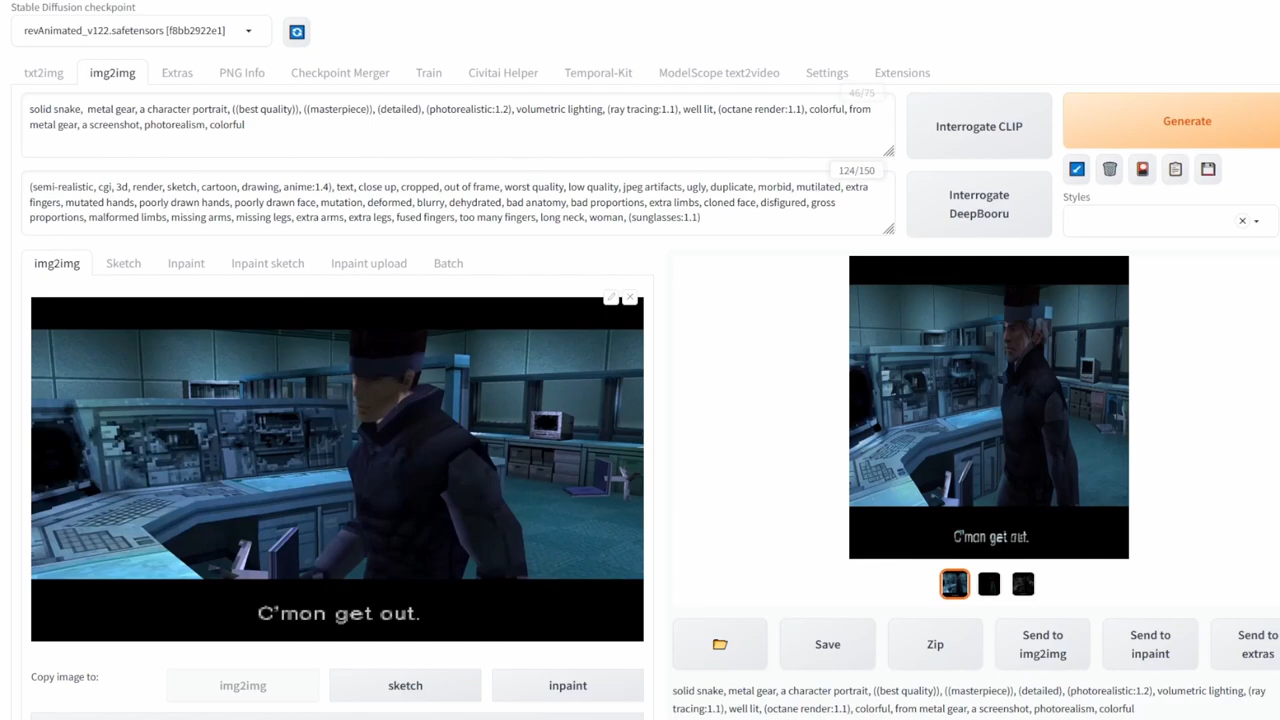 Stable Diffusion checkpoint
revAnimated_v122.safetensors [f8bb2922e1]
txt2img img2img Extras PNG Info Checkpoint Merger Train Civitai Helper Temporal-Kit ModelScope text2video Settings Extensions
46/75
solid snake, metal gear, a character portrait, ((best quality)), ((masterpiece)), (detailed), (photorealistic:1.2), volumetric lighting, (ray tracing:1.1), well lit, (octane render:1.1), colorful, from
metal gear, a screenshot, photorealism, colorful
Interrogate CLIP
Generate
124/150
(semi-realistic, cgi, 3d, render, sketch, cartoon, drawing, anime:1.4), text, close up, cropped, out of frame, worst quality, low quality, jpeg artifacts, ugly, duplicate, morbid, mutilated, extra
fingers, mutated hands, poorly drawn hands, poorly drawn face, mutation, deformed, blurry, dehydrated, bad anatomy, bad proportions, extra limbs, cloned face, disfigured, gross
proportions, malformed limbs, missing arms, missing legs, extra arms, extra legs, fused fingers, too many fingers, long neck, woman, (sunglasses:1.1)
Interrogate
DeepBooru
Styles
img2img Sketch Inpaint Inpaint sketch Inpaint upload Batch
C'mon get out.
C'mon get out.
Save
Zip
Send to
img2img
Send to
inpaint
Send to
extras
Copy image to:
img2img
sketch
inpaint
solid snake, metal gear, a character portrait, ((best quality)), ((masterpiece)), (detailed), (photorealistic:1.2), volumetric lighting, (ray
tracing:1.1), well lit, (octane render:1.1), colorful, from metal gear, a screenshot, photorealism, colorful